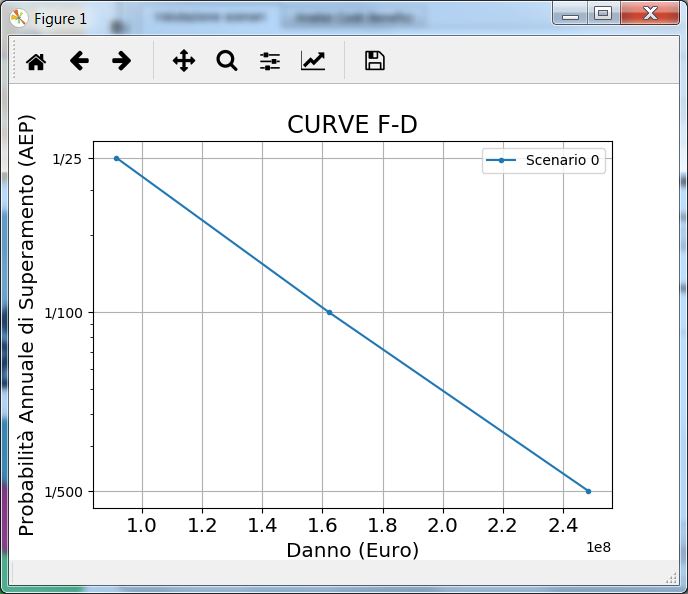 Figure 1
CURVE F-D
Scenario 0
Probabilità Annuale di Superamento (AEP)
1/25
1/100
1/500
1.0 1.2 1.4 1.6 1.8 2.0 2.2 2.4
1e8
Danno (Euro)